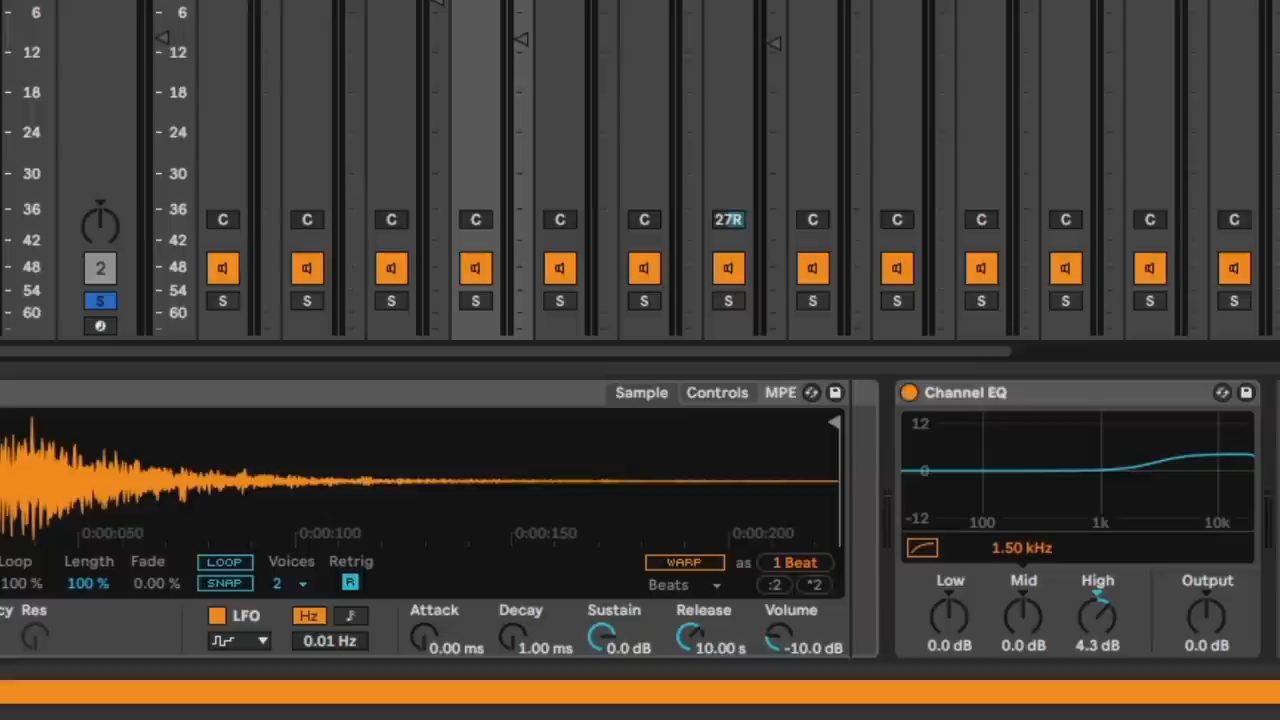 6 6
12 12
18 18
24 24
30 30
36 36 C C C C C C 27R C C C C C C
42 42
2 48 48
54 54
S S S S S S S S S S S S S S
60 60
Sample Controls MPE Channel EQ
12
0
-12 100 1k 10k
0:00:050 0:00:100 0:00:150 0:00:200
1.50 kHz
Loop Length Fade LOOP Voices Retrig WARP as 1 Beat
100 % 100 % 0.00 % SNAP 2 R Beats :2 *2
Low Mid High Output
cy Res LFO Hz Attack Decay Sustain Release Volume
0.01 Hz 0.00 ms 1.00 ms 0.0 dB 10.00 s -10.0 dB
0.0 dB 0.0 dB 4.3 dB 0.0 dB